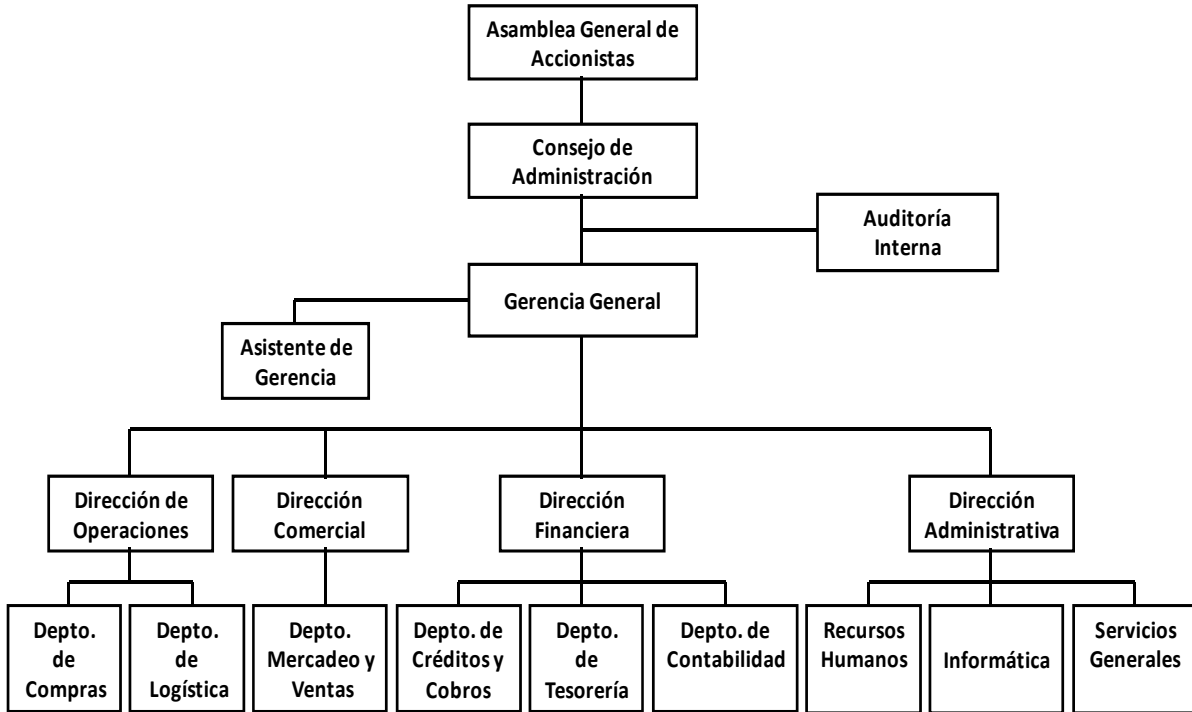 Asamblea General de
Accionistas
Consejo de
Administración
Auditoría
Interna
Gerencia General
Asistente de
Gerencia
Dirección de
Operaciones
Dirección
Comercial
Dirección
Financiera
Dirección
Administrativa
Depto.
de
Compras
Depto.
de
Logística
Depto.
Mercadeo y
Ventas
Depto. de
Créditos y
Cobros
Depto.
de
Tesorería
Depto. de
Contabilidad
Recursos
Humanos
Informática
Servicios
Generales